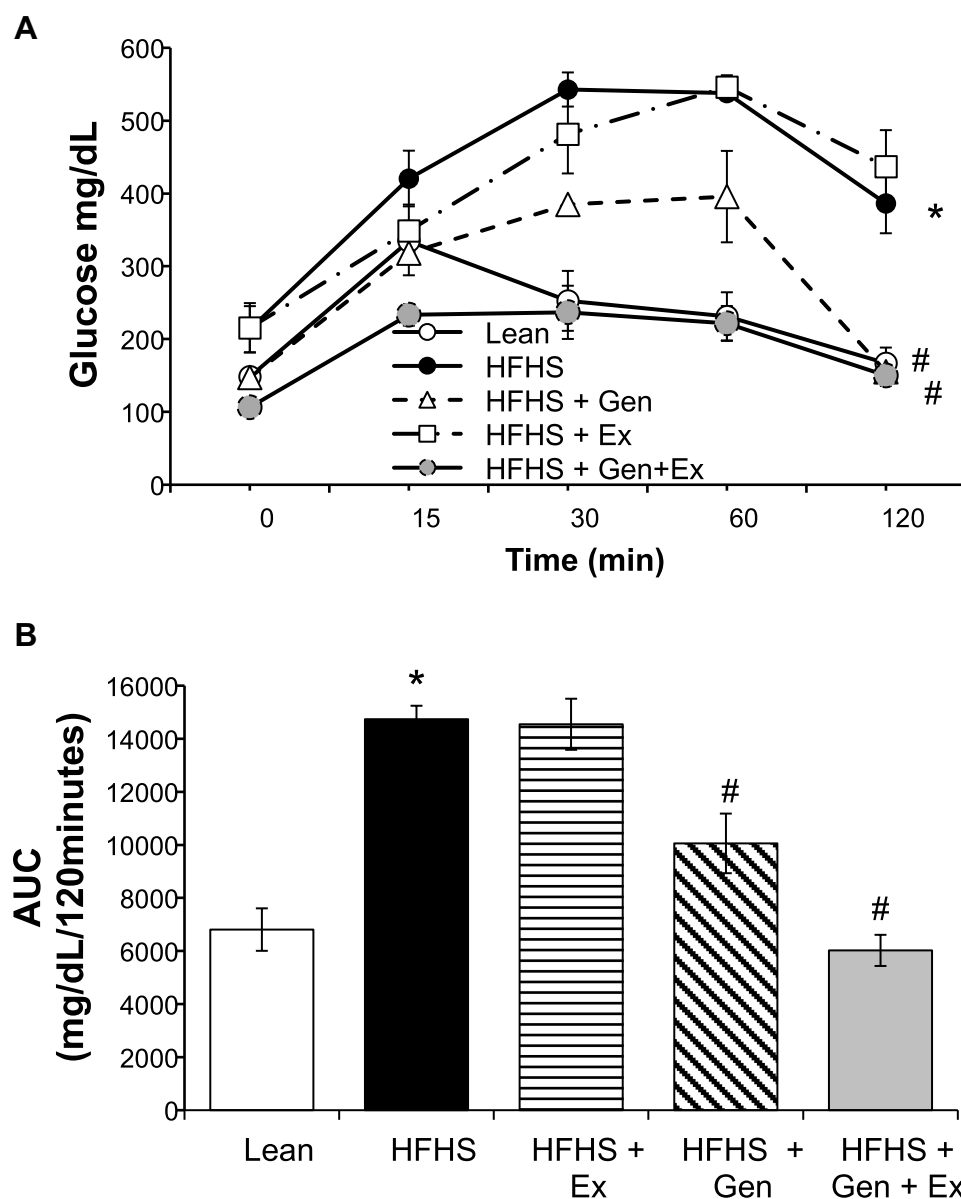 A
600
500
400
300
200
100
0
Glucose mg/dL
*
#
#
Lean
HFHS
HFHS + Gen
HFHS + Ex
HFHS + Gen+Ex
0 15 30 60 120
Time (min)
B
16000
14000
12000
10000
8000
6000
4000
2000
0
AUC
(mg/dL/120minutes)
*
#
#
Lean HFHS HFHS + HFHS + HFHS +
Ex Gen Gen + Ex